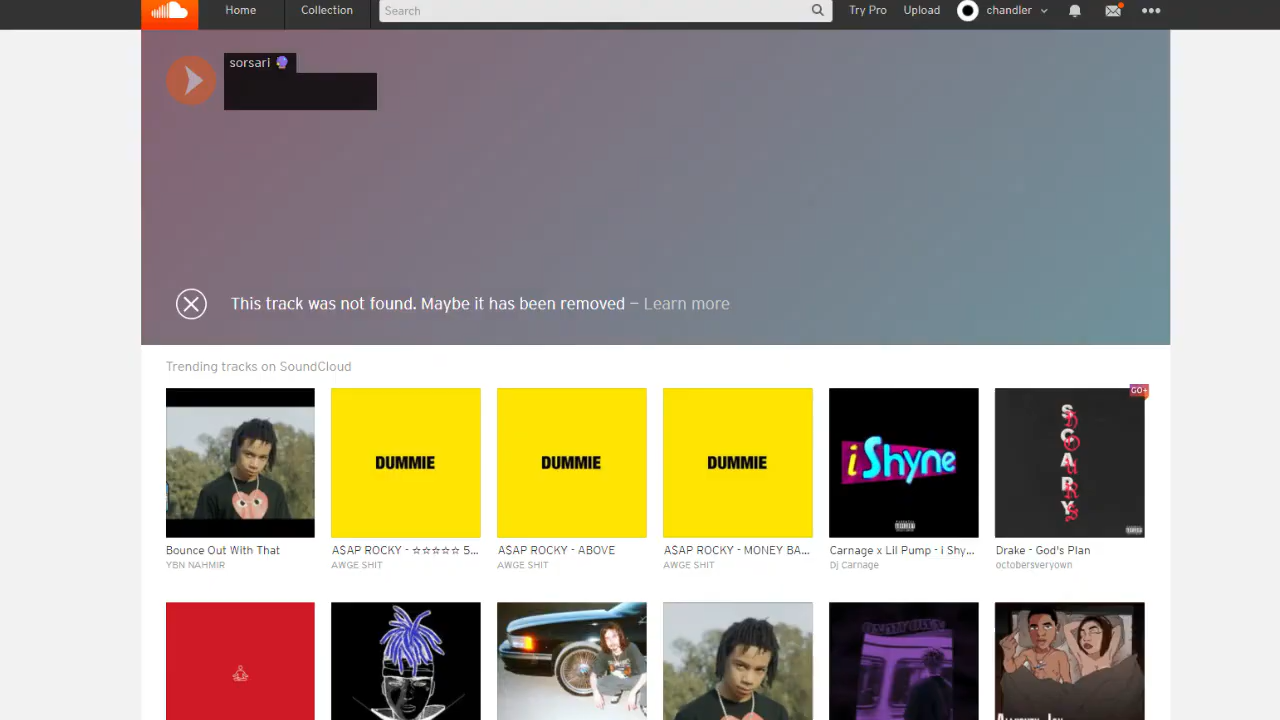 Home
Collection
Search
Try Pro
Upload
chandler
sorsari
This track was not found. Maybe it has been removed – Learn more
Trending tracks on SoundCloud
DUMMIE
DUMMIE
DUMMIE
iShyne
SCARY HOURS
GO+
Bounce Out With That
YBN NAHMIR
A$AP ROCKY - ☆☆☆☆☆ 5...
AWGE SHIT
A$AP ROCKY - ABOVE
AWGE SHIT
A$AP ROCKY - MONEY BA...
AWGE SHIT
Carnage x Lil Pump - i Shy...
Dj Carnage
Drake - God's Plan
octobersveryown